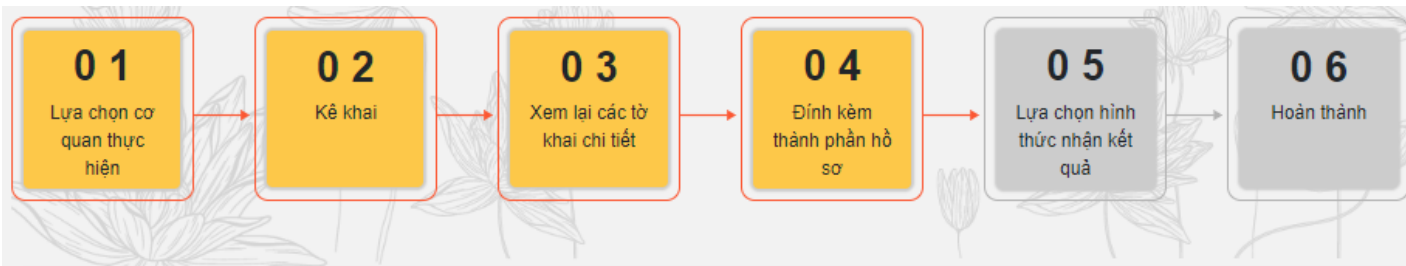 0 1
Lựa chọn cơ
quan thực
hiện
0 2
Kê khai
0 3
Xem lại các tờ
khai chi tiết
0 4
Đính kèm
thành phần hồ
sơ
0 5
Lựa chọn hình
thức nhận kết
quả
0 6
Hoàn thành